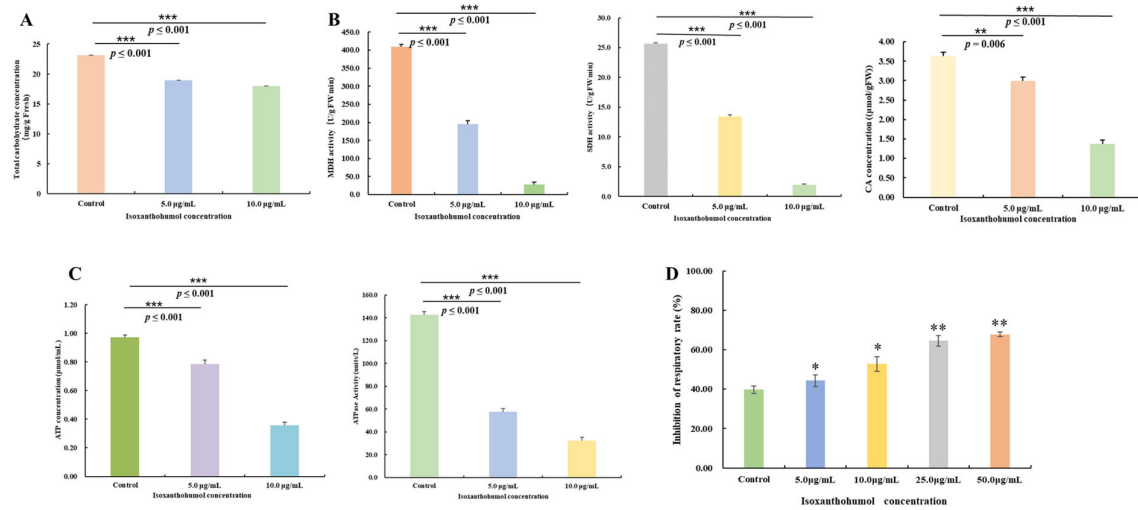 A
***
p ≤ 0.001
***
p ≤ 0.001
Total carbohydrate concentration
(mg/g Fresh)
25
20
15
10
5
0
Control
5.0 μg/mL
10.0 μg/mL
Isoxanthohumol concentration
B
***
p ≤ 0.001
***
p ≤ 0.001
MDH activity (U/gFW/min)
450.0
400.0
350.0
300.0
250.0
200.0
150.0
100.0
50.0
0.0
Control
5.0 μg/mL
10.0 μg/mL
Isoxanthohumol concentration
***
p ≤ 0.001
***
p ≤ 0.001
SDH activity (U/gFW/min)
30.0
25.0
20.0
15.0
10.0
5.0
0.0
Control
5.0 μg/mL
10.0 μg/mL
Isoxanthohumol concentration
***
p ≤ 0.001
**
p = 0.006
CA concentration ((μmol/gFW))
4.00
3.50
3.00
2.50
2.00
1.50
1.00
0.50
0.00
Control
5.0 μg/mL
10.0 μg/mL
Isoxanthohumol concentration
C
***
p ≤ 0.001
***
p ≤ 0.001
ATP concentration (pmol/mL)
1.20
1.00
0.80
0.60
0.40
0.20
0.00
Control
5.0 μg/mL
10.0 μg/mL
Isoxanthohumol concentration
***
p ≤ 0.001
***
p ≤ 0.001
ATPase Activity (units/L)
160.0
140.0
120.0
100.0
80.0
60.0
40.0
20.0
0.0
Control
5.0 μg/mL
10.0 μg/mL
Isoxanthohumol concentration
D
Inhibition of respiratory rate (%)
100.00
80.00
60.00
40.00
20.00
0.00
*
*
**
**
Control
5.0μg/mL
10.0μg/mL
25.0μg/mL
50.0μg/mL
Isoxanthohumol concentration